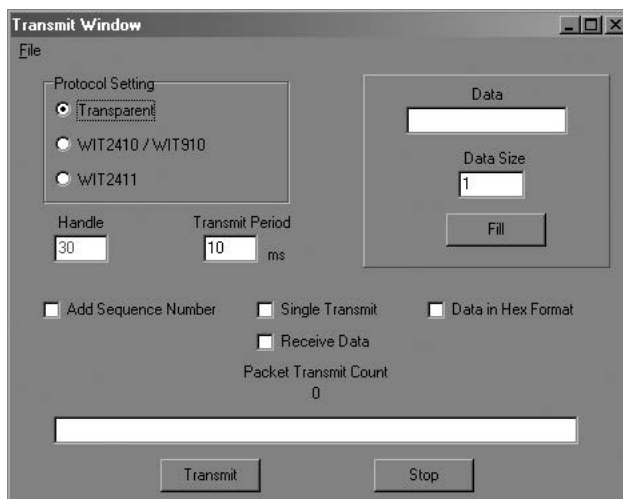 Transmit Window
File
Protocol Setting
Transparent
WIT2410 / WIT910
WIT2411
Data
Data Size
1
Fill
Handle
30
Transmit Period
10
ms
Add Sequence Number
Single Transmit
Data in Hex Format
Receive Data
Packet Transmit Count
0
Transmit
Stop